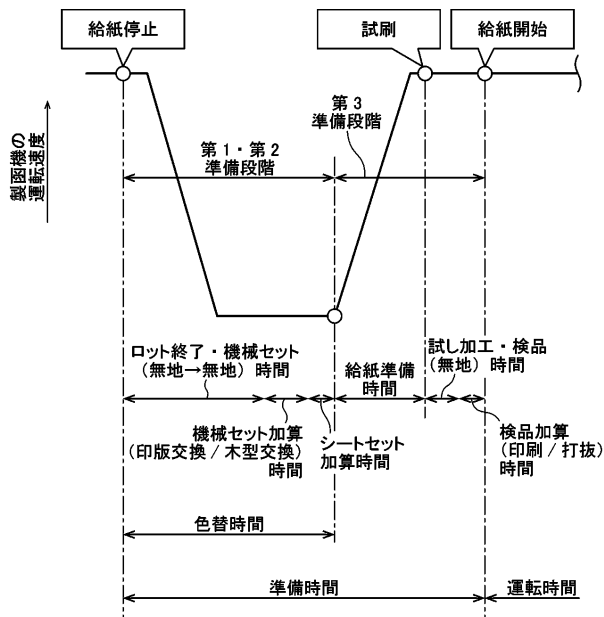 給紙停止
試刷
給紙開始
製函機の
運転速度
第1・第2
準備段階
第3
準備段階
ロット終了・機械セット
（無地→無地）時間
機械セット加算
（印版交換/木型交換）
時間
シートセット
加算時間
給紙準備
時間
試し加工・検品
（無地）時間
検品加算
（印刷/打抜）
時間
色替時間
準備時間
運転時間